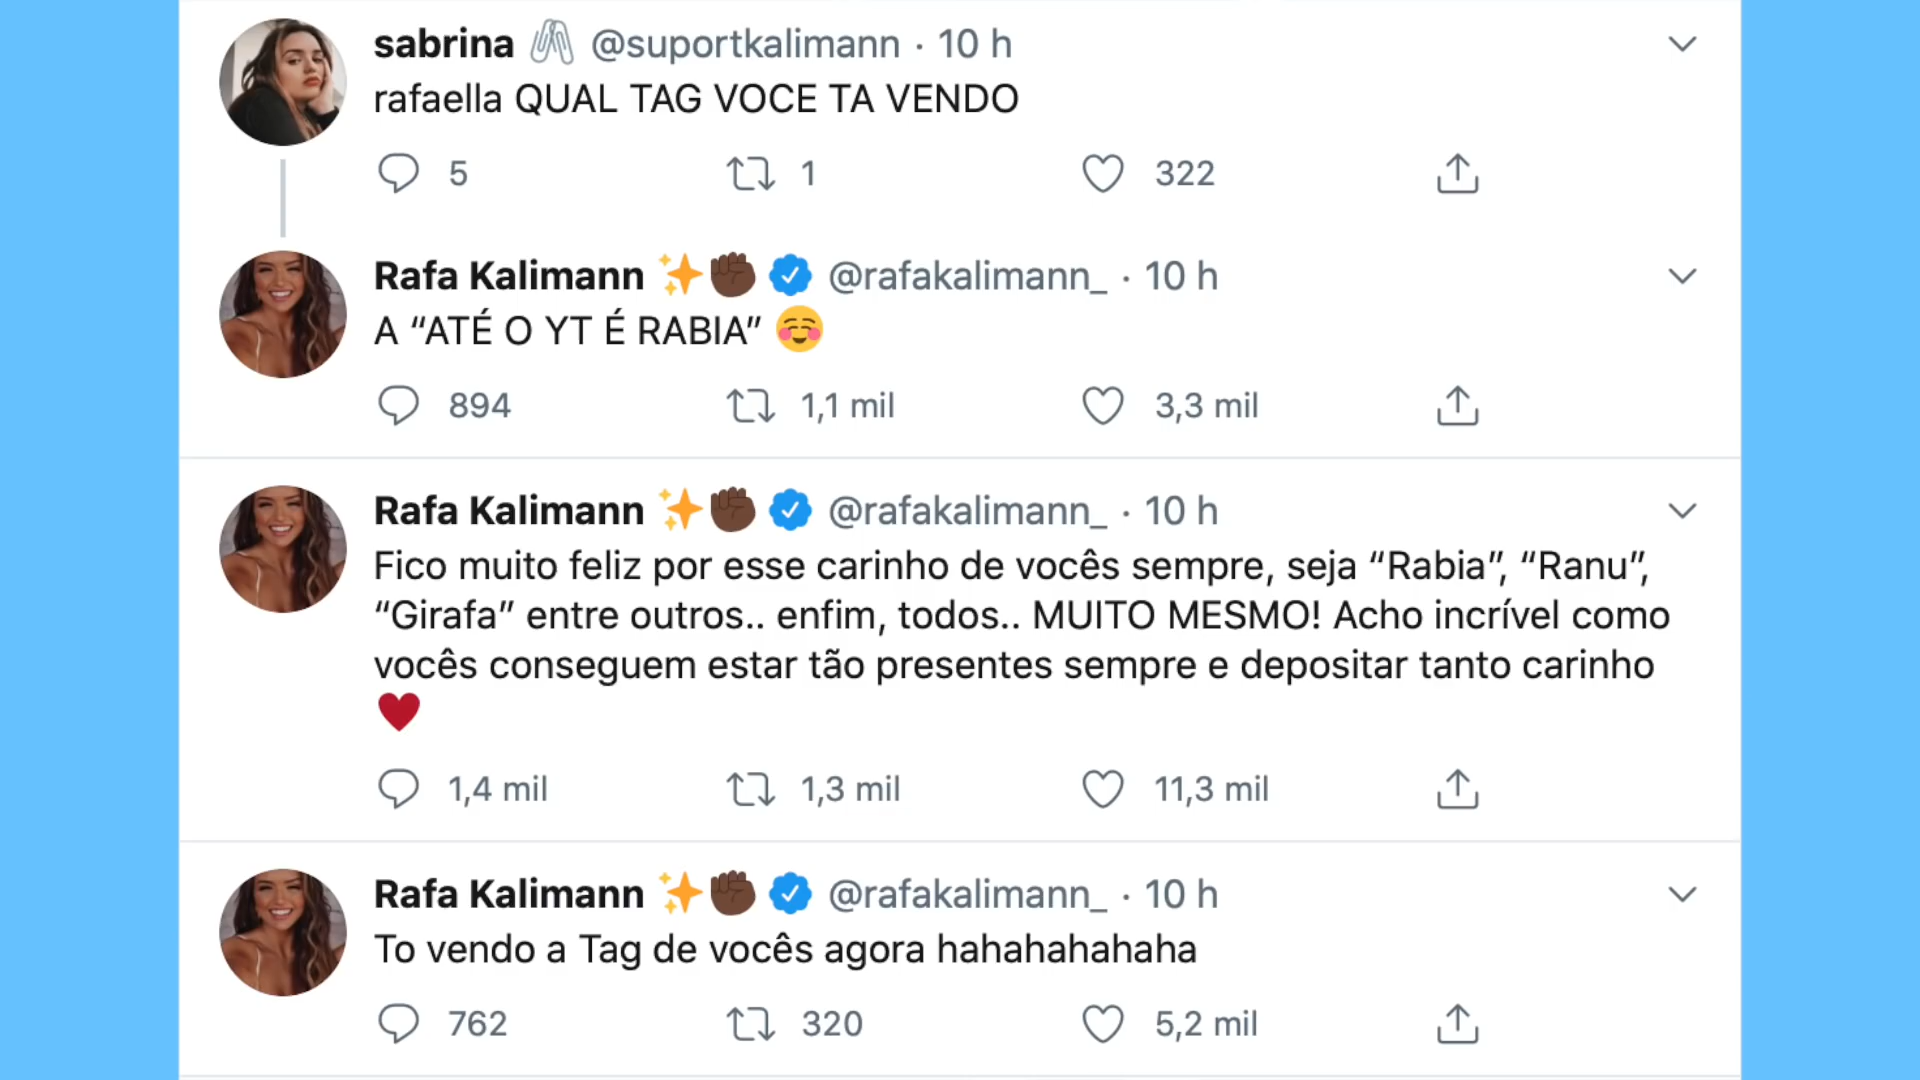 sabrina 🖇 @suportkalimann · 10 h
rafaella QUAL TAG VOCE TA VENDO
5 1 322
Rafa Kalimann ✨✊🏿 @rafakalimann_ · 10 h
A “ATÉ O YT É RABIA” ☺️
894 1,1 mil 3,3 mil
Rafa Kalimann ✨✊🏿 @rafakalimann_ · 10 h
Fico muito feliz por esse carinho de vocês sempre, seja “Rabia”, “Ranu”,
“Girafa” entre outros.. enfim, todos.. MUITO MESMO! Acho incrível como
vocês conseguem estar tão presentes sempre e depositar tanto carinho
♥️
1,4 mil 1,3 mil 11,3 mil
Rafa Kalimann ✨✊🏿 @rafakalimann_ · 10 h
To vendo a Tag de vocês agora hahahahahaha
762 320 5,2 mil